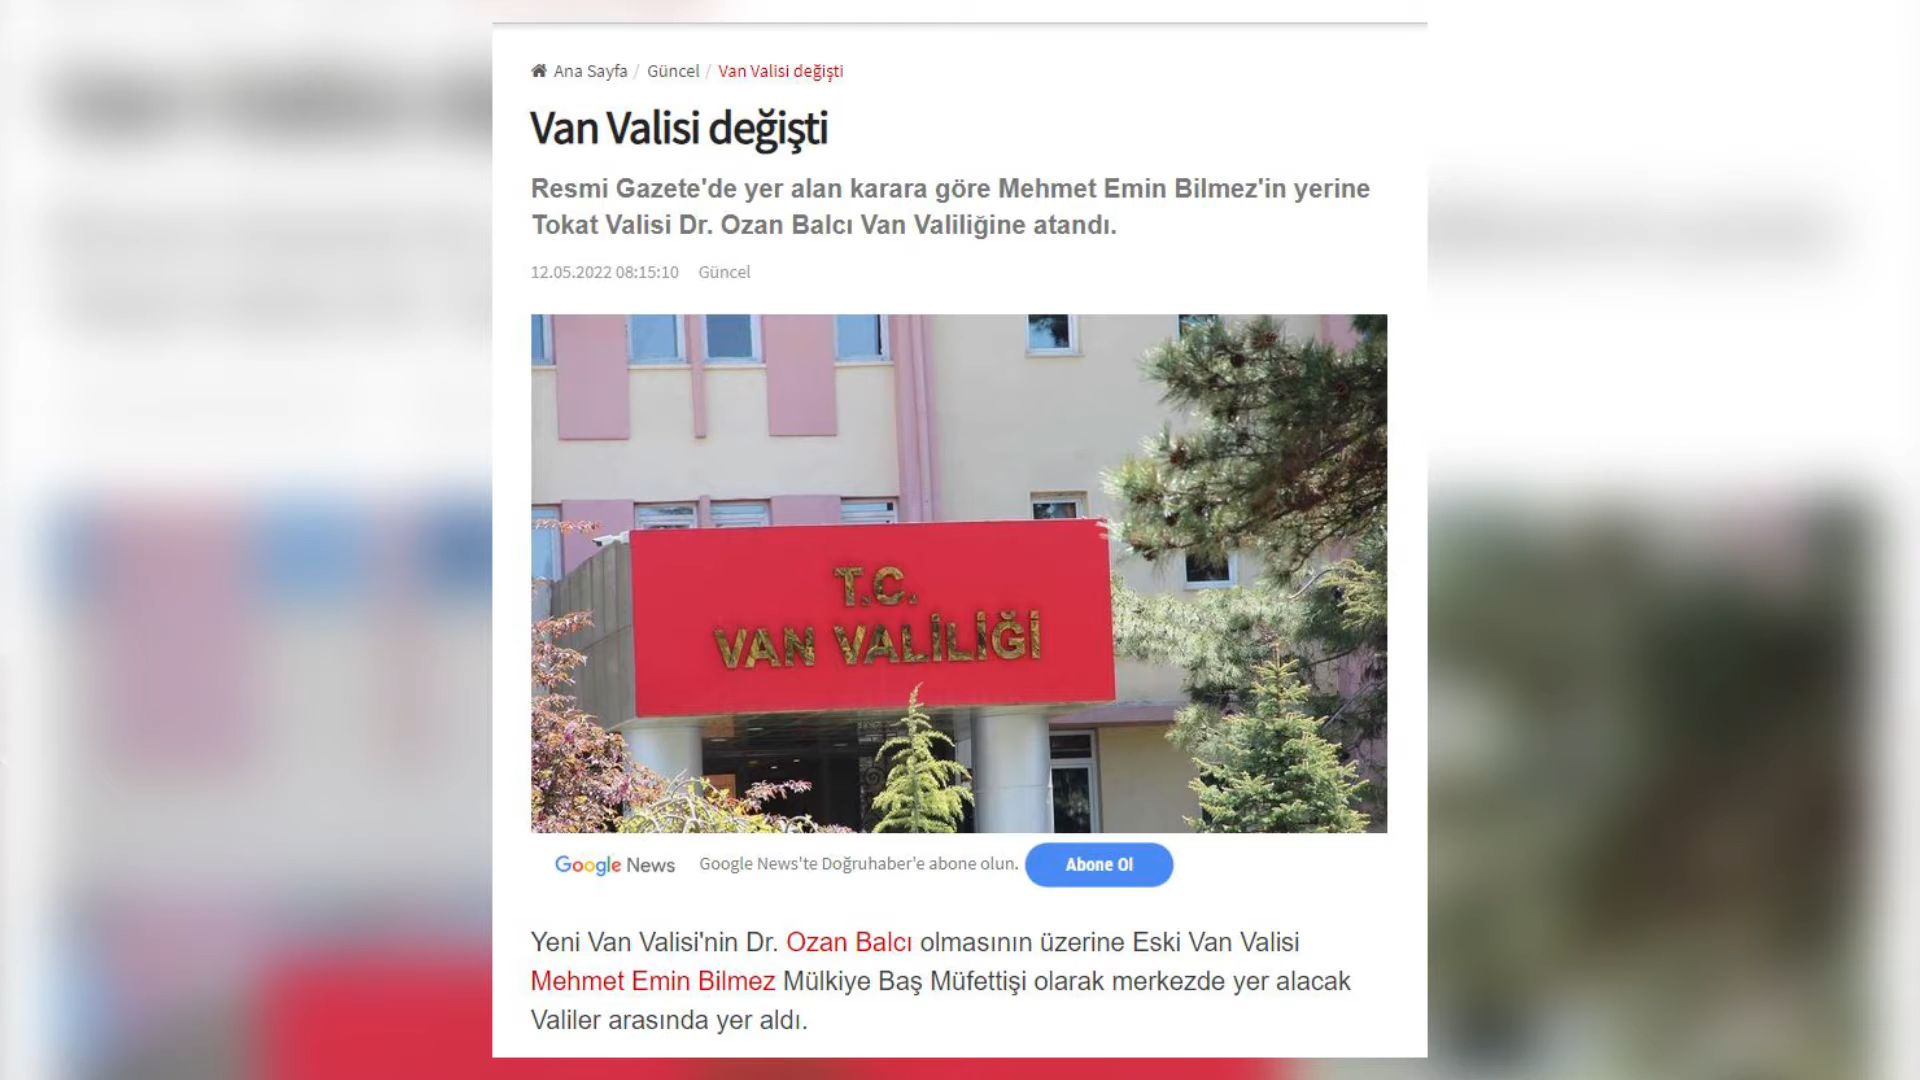 Ana Sayfa / Güncel / Van Valisi değişti
Van Valisi değişti
Resmi Gazete'de yer alan karara göre Mehmet Emin Bilmez'in yerine
Tokat Valisi Dr. Ozan Balcı Van Valiliğine atandı.
12.05.2022 08:15:10 Güncel
T.C.
VAN VALİLİĞİ
Google News Google News'te Doğruhaber'e abone olun. Abone Ol
Yeni Van Valisi'nin Dr. Ozan Balcı olmasının üzerine Eski Van Valisi
Mehmet Emin Bilmez Mülkiye Baş Müfettişi olarak merkezde yer alacak
Valiler arasında yer aldı.